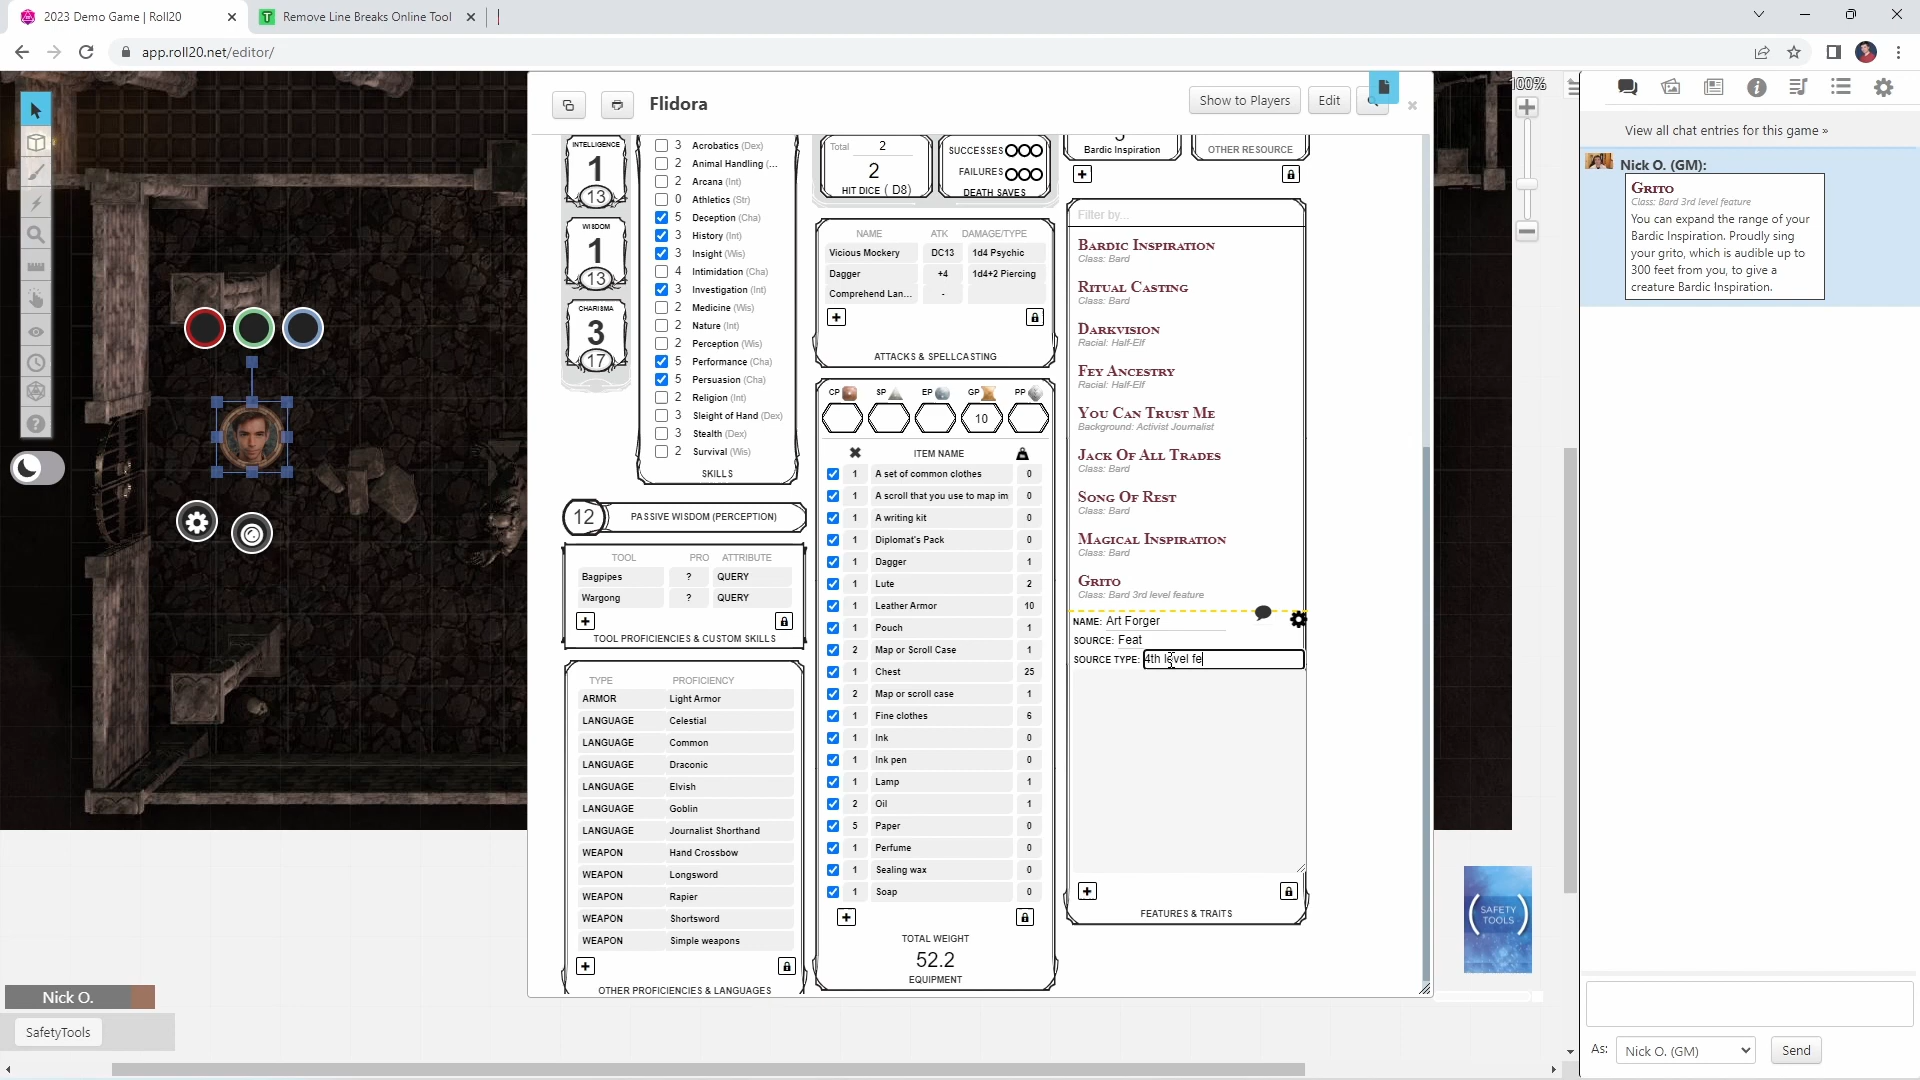 2023 Demo Game | Roll20
Remove Line Breaks Online Tool
app.roll20.net/editor/
Flidora
Show to Players
Edit
100%
View all chat entries for this game »
Nick O. (GM):
Grito
Class: Bard 3rd level feature
You can expand the range of your
Bardic Inspiration. Proudly sing
your grito, which is audible up to
300 feet from you, to give a
creature Bardic Inspiration.
INTELLIGENCE
1
13
WISDOM
1
13
CHARISMA
3
17
3 Acrobatics (Dex)
2 Animal Handling (...
2 Arcana (Int)
0 Athletics (Str)
5 Deception (Cha)
3 History (Int)
3 Insight (Wis)
4 Intimidation (Cha)
3 Investigation (Int)
2 Medicine (Wis)
2 Nature (Int)
2 Perception (Wis)
5 Performance (Cha)
5 Persuasion (Cha)
2 Religion (Int)
3 Sleight of Hand (Dex)
3 Stealth (Dex)
2 Survival (Wis)
SKILLS
12 PASSIVE WISDOM (PERCEPTION)
TOOL PRO ATTRIBUTE
Bagpipes ? QUERY
Wargong ? QUERY
TOOL PROFICIENCIES & CUSTOM SKILLS
TYPE PROFICIENCY
ARMOR Light Armor
LANGUAGE Celestial
LANGUAGE Common
LANGUAGE Draconic
LANGUAGE Elvish
LANGUAGE Goblin
LANGUAGE Journalist Shorthand
WEAPON Hand Crossbow
WEAPON Longsword
WEAPON Rapier
WEAPON Shortsword
WEAPON Simple weapons
OTHER PROFICIENCIES & LANGUAGES
Total 2
2
HIT DICE ( D8)
SUCCESSES
FAILURES
DEATH SAVES
NAME ATK DAMAGE/TYPE
Vicious Mockery DC13 1d4 Psychic
Dagger +4 1d4+2 Piercing
Comprehend Lan... -
ATTACKS & SPELLCASTING
CP SP EP GP PP
10
ITEM NAME
1 A set of common clothes 0
1 A scroll that you use to map im 0
1 A writing kit 0
1 Diplomat's Pack 0
1 Dagger 1
1 Lute 2
1 Leather Armor 10
1 Pouch 1
2 Map or Scroll Case 1
1 Chest 25
2 Map or scroll case 1
1 Fine clothes 6
1 Ink 0
1 Ink pen 0
1 Lamp 1
2 Oil 1
5 Paper 0
1 Perfume 0
1 Sealing wax 0
1 Soap 0
TOTAL WEIGHT
52.2
EQUIPMENT
Bardic Inspiration
OTHER RESOURCE
Filter by...
Bardic Inspiration
Class: Bard
Ritual Casting
Class: Bard
Darkvision
Racial: Half-Elf
Fey Ancestry
Racial: Half-Elf
You Can Trust Me
Background: Activist Journalist
Jack Of All Trades
Class: Bard
Song Of Rest
Class: Bard
Magical Inspiration
Class: Bard
Grito
Class: Bard 3rd level feature
NAME: Art Forger
SOURCE: Feat
SOURCE TYPE: 4th level fe
FEATURES & TRAITS
SAFETY
TOOLS
Nick O.
SafetyTools
As: Nick O. (GM)
Send